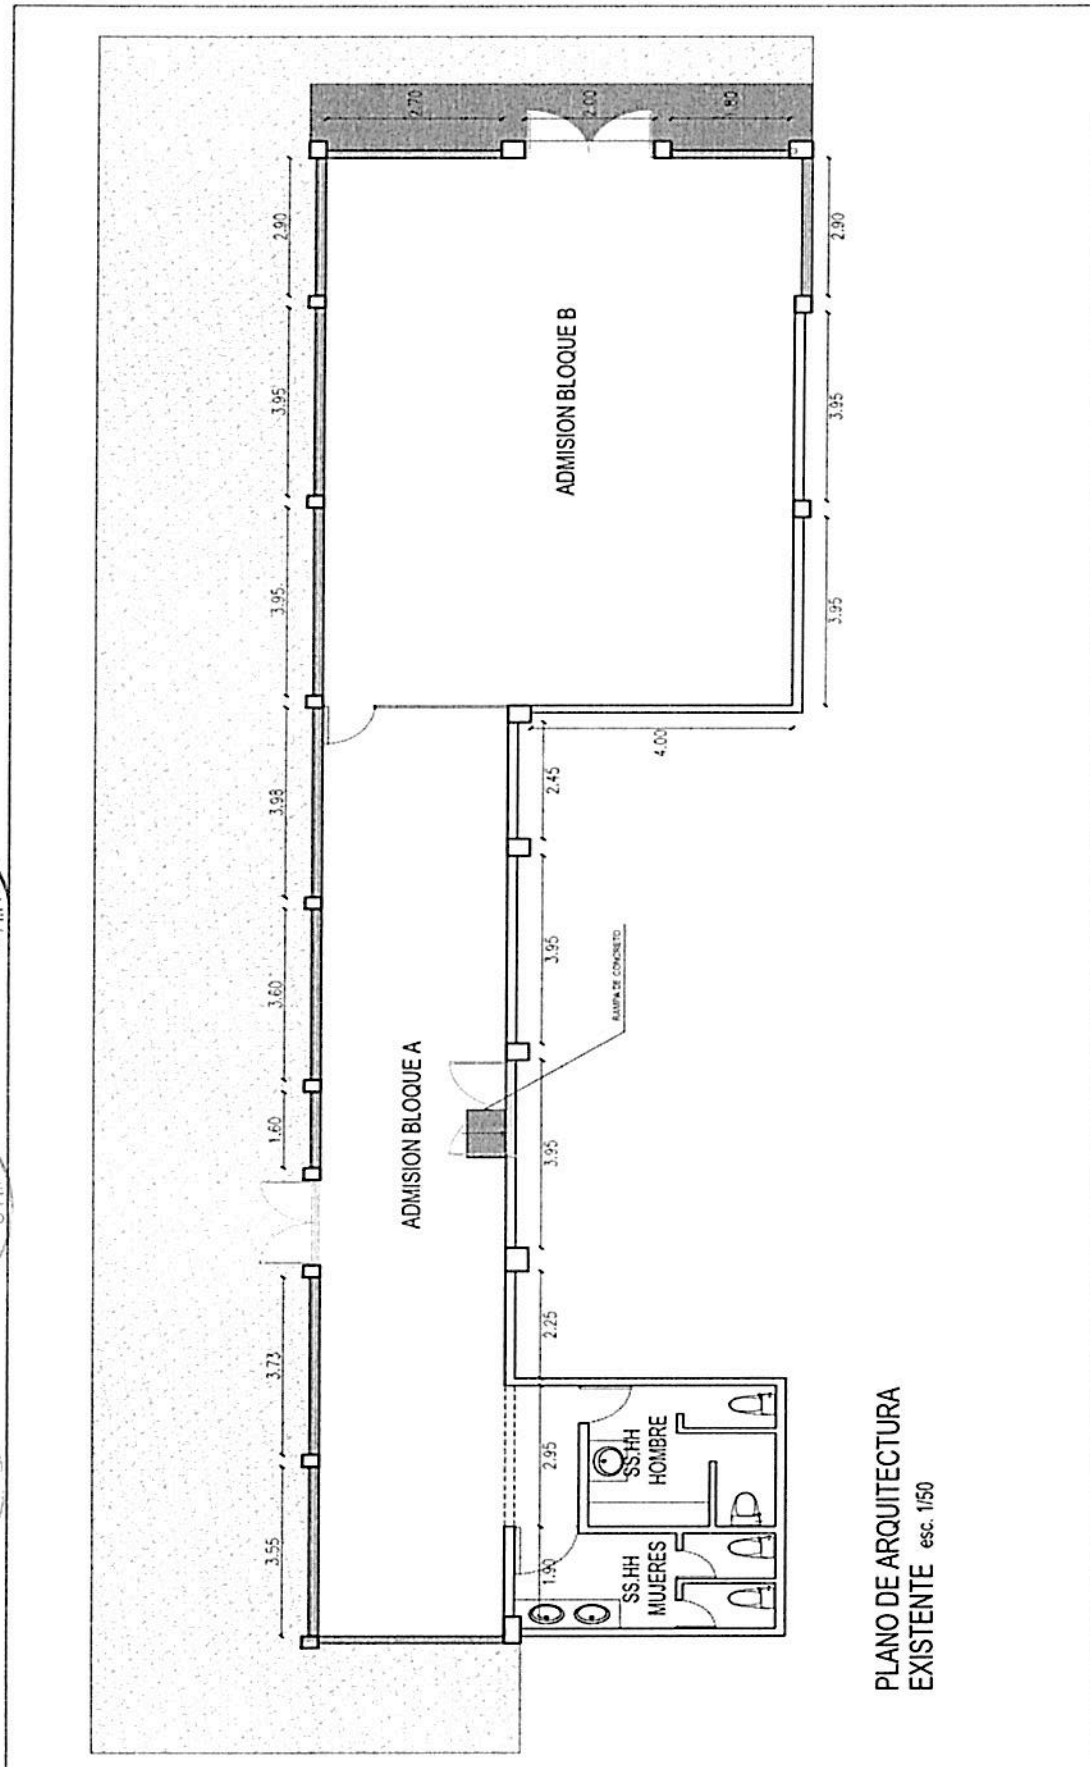 2.70
2.00
1.80
2.90
3.95
3.95
3.98
3.60
1.60
3.73
3.55
2.90
3.95
3.95
4.00
2.45
3.95
3.95
2.25
2.95
1.90
ADMISION BLOQUE B
ADMISION BLOQUE A
RAMPA DE CONCRETO
SS.HH
HOMBRE
SS.HH
MUJERES
PLANO DE ARQUITECTURA
EXISTENTE esc. 1/50